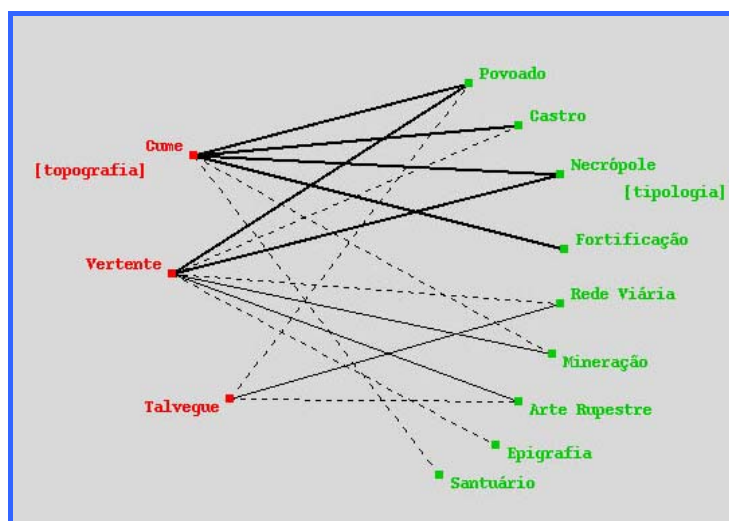 Povoado
Castro
Cume
[topografia]
Necrópole
[tipologia]
Fortificação
Vertente
Rede Viária
Mineração
Talvegue
Arte Rupestre
Epigrafia
Santuário